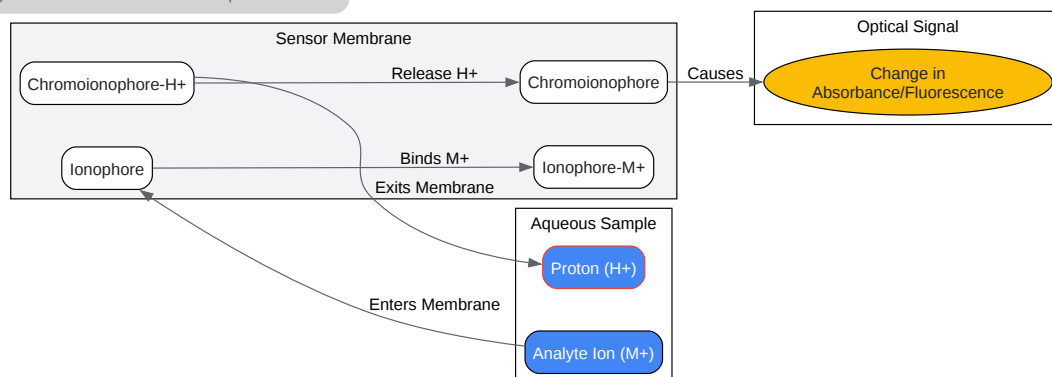 Sensor Membrane
Optical Signal
Chromoionophore-H+
Release H+
Chromoionophore
Causes
Change in
Absorbance/Fluorescence
Ionophore
Binds M+
Ionophore-M+
Exits Membrane
Aqueous Sample
Proton (H+)
Enters Membrane
Analyte Ion (M+)